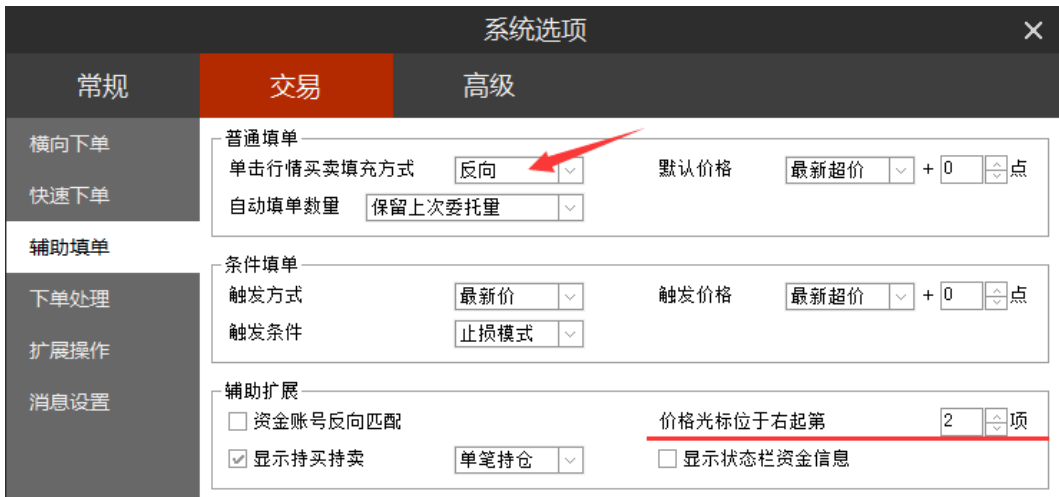 系统选项
常规 交易 高级
横向下单
快速下单
辅助填单
下单处理
扩展操作
消息设置
普通填单
单击行情买卖填充方式 反向 默认价格 最新超价 + 0 点
自动填单数量 保留上次委托量
条件填单
触发方式 最新价 触发价格 最新超价 + 0 点
触发条件 止损模式
辅助扩展
资金账号反向匹配 价格光标位于右起第 2 项
显示持买持卖 单笔持仓 显示状态栏资金信息